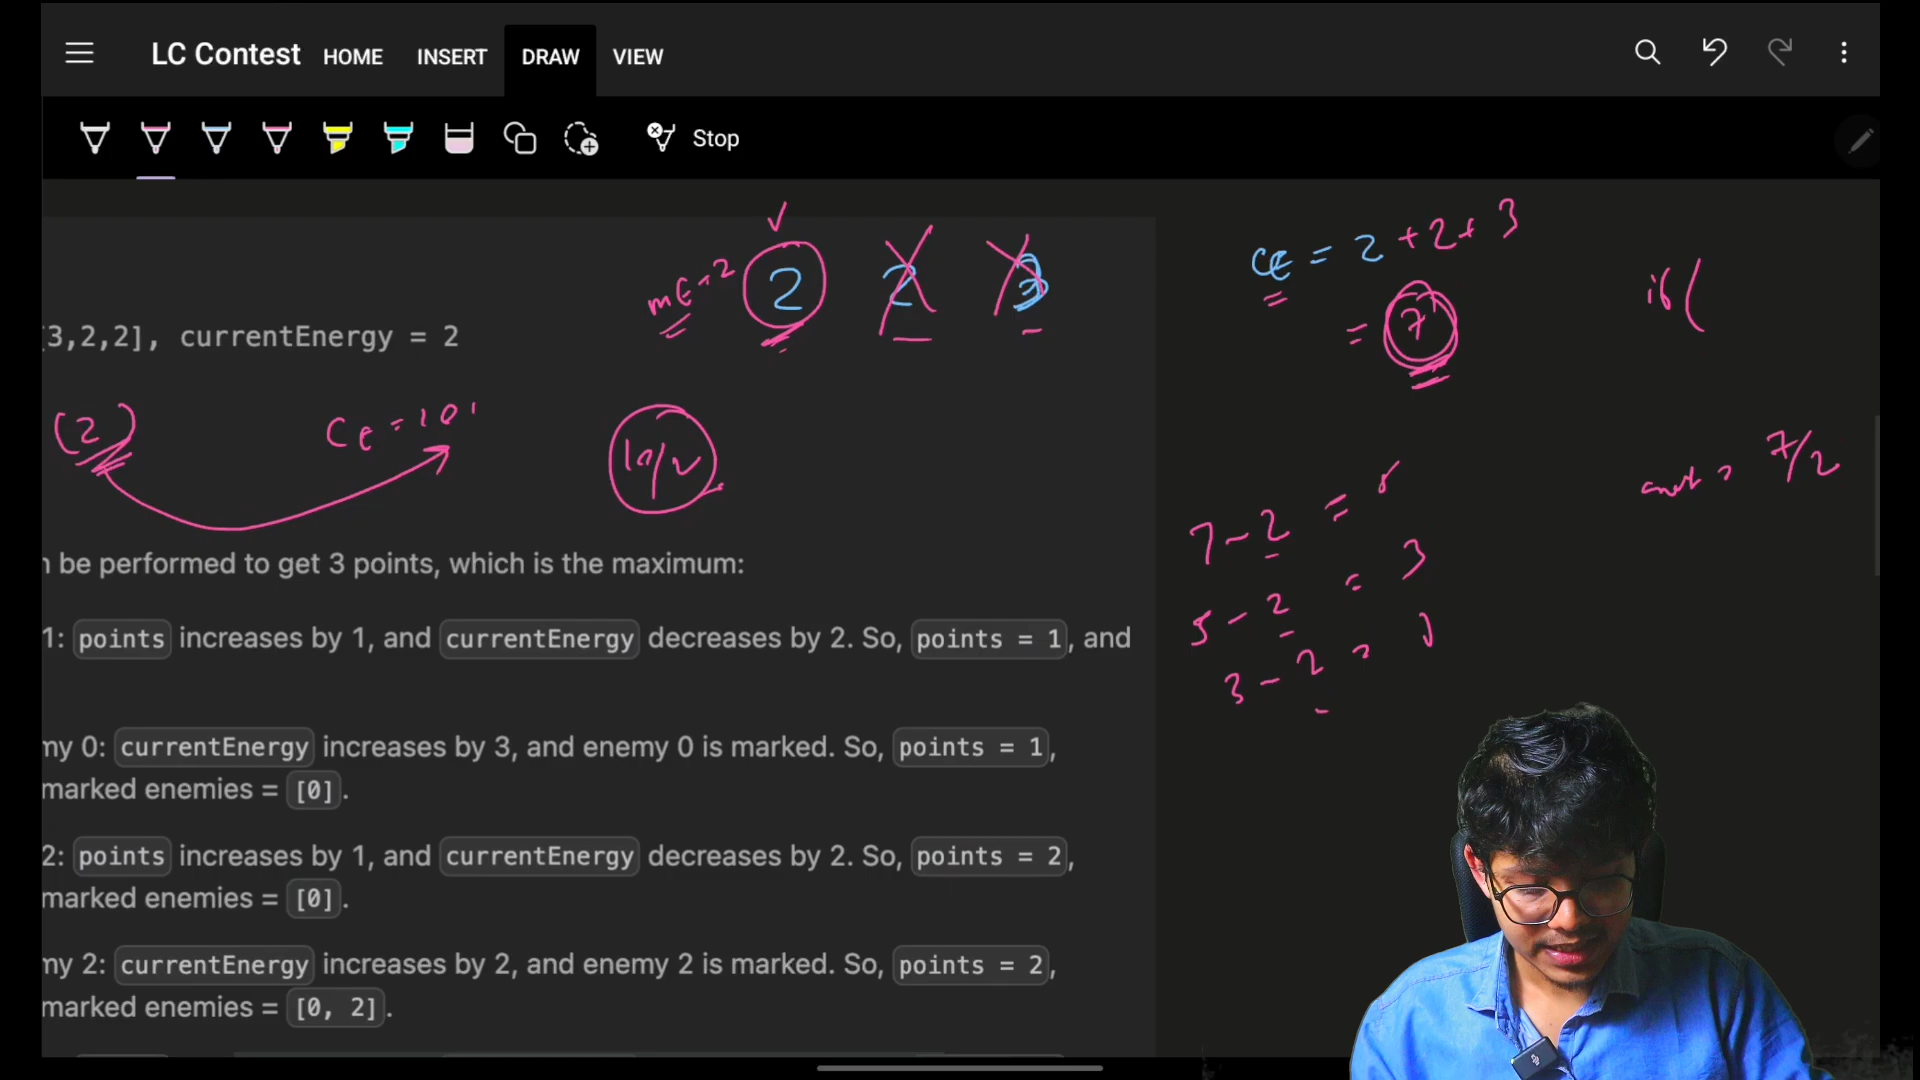 LC Contest HOME INSERT DRAW VIEW
Stop
mE = 2 2 2 3
CE = 2 + 2 + 3
= 7
if(
[3,2,2], currentEnergy = 2
(2) CE = 10
10/2
7/2
7 - 2 =
5 - 2 = 3
3 - 2 =
n be performed to get 3 points, which is the maximum:
1: points increases by 1, and currentEnergy decreases by 2. So, points = 1, and
my 0: currentEnergy increases by 3, and enemy 0 is marked. So, points = 1,
marked enemies = [0].
2: points increases by 1, and currentEnergy decreases by 2. So, points = 2,
marked enemies = [0].
my 2: currentEnergy increases by 2, and enemy 2 is marked. So, points = 2,
marked enemies = [0, 2].